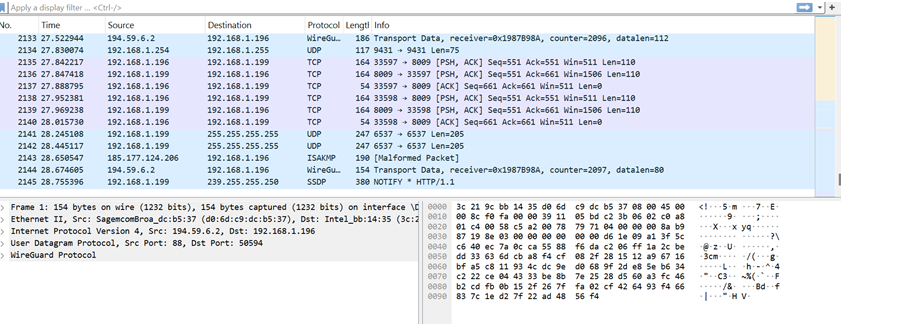 Apply a display filter ... <Ctrl-/>
No. Time Source Destination Protocol Lengtl Info
2133 27.522944 194.59.6.2 192.168.1.196 WireGu… 186 Transport Data, receiver=0x1987B98A, counter=2096, datalen=112
2134 27.830074 192.168.1.254 192.168.1.255 UDP 117 9431 → 9431 Len=75
2135 27.842217 192.168.1.196 192.168.1.199 TCP 164 33597 → 8009 [PSH, ACK] Seq=551 Ack=551 Win=511 Len=110
2136 27.847418 192.168.1.199 192.168.1.196 TCP 164 8009 → 33597 [PSH, ACK] Seq=551 Ack=661 Win=1506 Len=110
2137 27.888795 192.168.1.196 192.168.1.199 TCP 54 33597 → 8009 [ACK] Seq=661 Ack=661 Win=511 Len=0
2138 27.952381 192.168.1.196 192.168.1.199 TCP 164 33598 → 8009 [PSH, ACK] Seq=551 Ack=551 Win=511 Len=110
2139 27.969238 192.168.1.199 192.168.1.196 TCP 164 8009 → 33598 [PSH, ACK] Seq=551 Ack=661 Win=1506 Len=110
2140 28.015730 192.168.1.196 192.168.1.199 TCP 54 33598 → 8009 [ACK] Seq=661 Ack=661 Win=511 Len=0
2141 28.245108 192.168.1.199 255.255.255.255 UDP 247 6537 → 6537 Len=205
2142 28.445117 192.168.1.199 255.255.255.255 UDP 247 6537 → 6537 Len=205
2143 28.650547 185.177.124.206 192.168.1.196 ISAKMP 190 [Malformed Packet]
2144 28.674605 194.59.6.2 192.168.1.196 WireGu… 154 Transport Data, receiver=0x1987B98A, counter=2097, datalen=80
2145 28.755396 192.168.1.199 239.255.255.250 SSDP 380 NOTIFY * HTTP/1.1
Frame 1: 154 bytes on wire (1232 bits), 154 bytes captured (1232 bits) on interface \D
Ethernet II, Src: SagemcomBroa_dc:b5:37 (d0:6d:c9:dc:b5:37), Dst: Intel_bb:14:35 (3c:2
Internet Protocol Version 4, Src: 194.59.6.2, Dst: 192.168.1.196
User Datagram Protocol, Src Port: 88, Dst Port: 50594
WireGuard Protocol
0000 3c 21 9c bb 14 35 d0 6d c9 dc b5 37 08 00 45 00
0010 00 8c f0 fa 00 00 39 11 05 bd c2 3b 06 02 c0 a8
0020 01 c4 00 58 c5 a2 00 78 79 71 04 00 00 00 8a b9
0030 87 19 8e 03 00 00 00 00 00 00 d6 1e 09 a1 3f 5c
0040 c6 40 ec 7a 0c ca 55 88 f6 da c2 06 ff 1a 2c be
0050 dd 33 63 6d cb a8 f4 cf 08 2f 28 15 12 a9 67 16
0060 bf a5 c8 11 93 4c dc 9e d0 68 9f 2d e8 5e b6 34
0070 c2 22 ce 04 43 33 be 8b 7e 25 28 d5 60 a3 fc 46
0080 b2 cd fb 0b 15 2f 26 7f fa 02 cf 42 64 93 f4 66
0090 83 7c 1e d2 7f 22 ad 48 56 f4